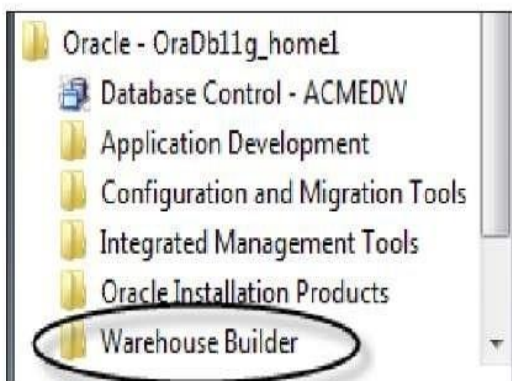 Oracle - OraDb11g_home1
Database Control - ACMEDW
Application Development
Configuration and Migration Tools
Integrated Management Tools
Oracle Installation Products
Warehouse Builder